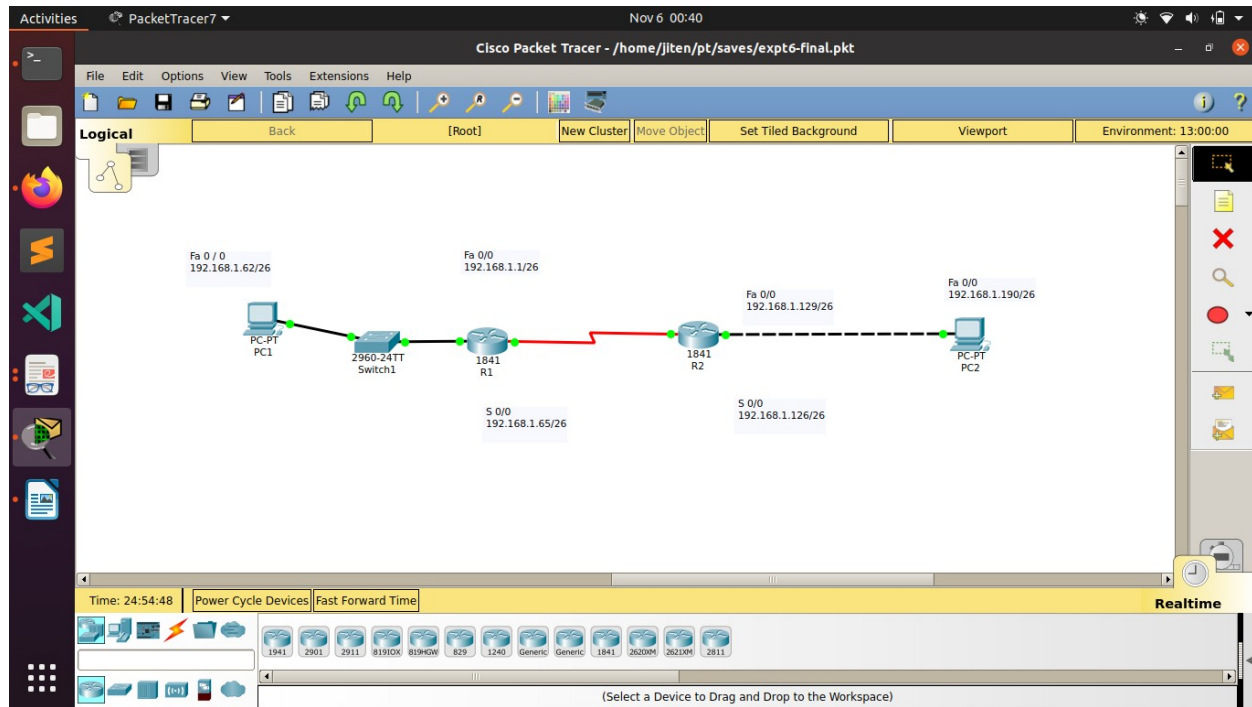 Activities PacketTracer7 Nov 6 00:40
Cisco Packet Tracer - /home/jiten/pt/saves/expt6-final.pkt
File Edit Options View Tools Extensions Help
Logical Back [Root] New Cluster Move Object Set Tiled Background Viewport Environment: 13:00:00
Fa 0 / 0
192.168.1.62/26
Fa 0/0
192.168.1.1/26
Fa 0/0
192.168.1.129/26
Fa 0/0
192.168.1.190/26
PC-PT
PC1
2960-24TT
Switch1
1841
R1
1841
R2
PC-PT
PC2
S 0/0
192.168.1.65/26
S 0/0
192.168.1.126/26
Time: 24:54:48 Power Cycle Devices Fast Forward Time Realtime
1941 2901 2911 819IOX 819HGW 829 1240 Generic Generic 1841 2620XM 2621XM 2811
(Select a Device to Drag and Drop to the Workspace)